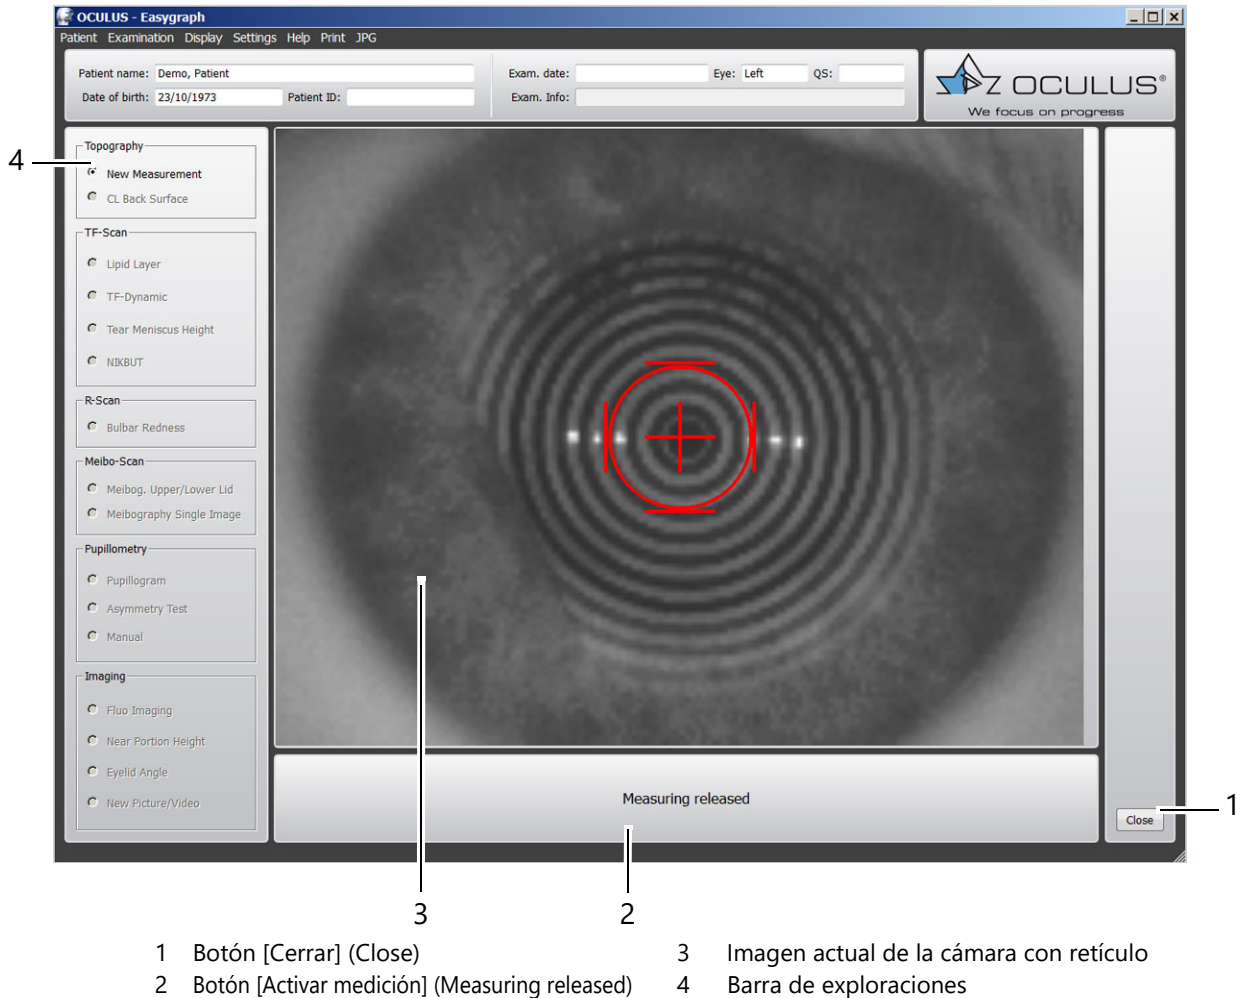 OCULUS - Easygraph
Patient Examination Display Settings Help Print JPG
Patient name: Demo, Patient
Date of birth: 23/10/1973 Patient ID:
Exam. date: Eye: Left QS:
Exam. Info:
OCULUS®
We focus on progress
Topography
New Measurement
CL Back Surface
TF-Scan
Lipid Layer
TF-Dynamic
Tear Meniscus Height
NIKBUT
R-Scan
Bulbar Redness
Meibo-Scan
Meibog. Upper/Lower Lid
Meibography Single Image
Pupillometry
Pupillogram
Asymmetry Test
Manual
Imaging
Fluo Imaging
Near Portion Height
Eyelid Angle
New Picture/Video
Measuring released
Close
4
1
3
2
1 Botón [Cerrar] (Close)
2 Botón [Activar medición] (Measuring released)
3 Imagen actual de la cámara con retículo
4 Barra de exploraciones